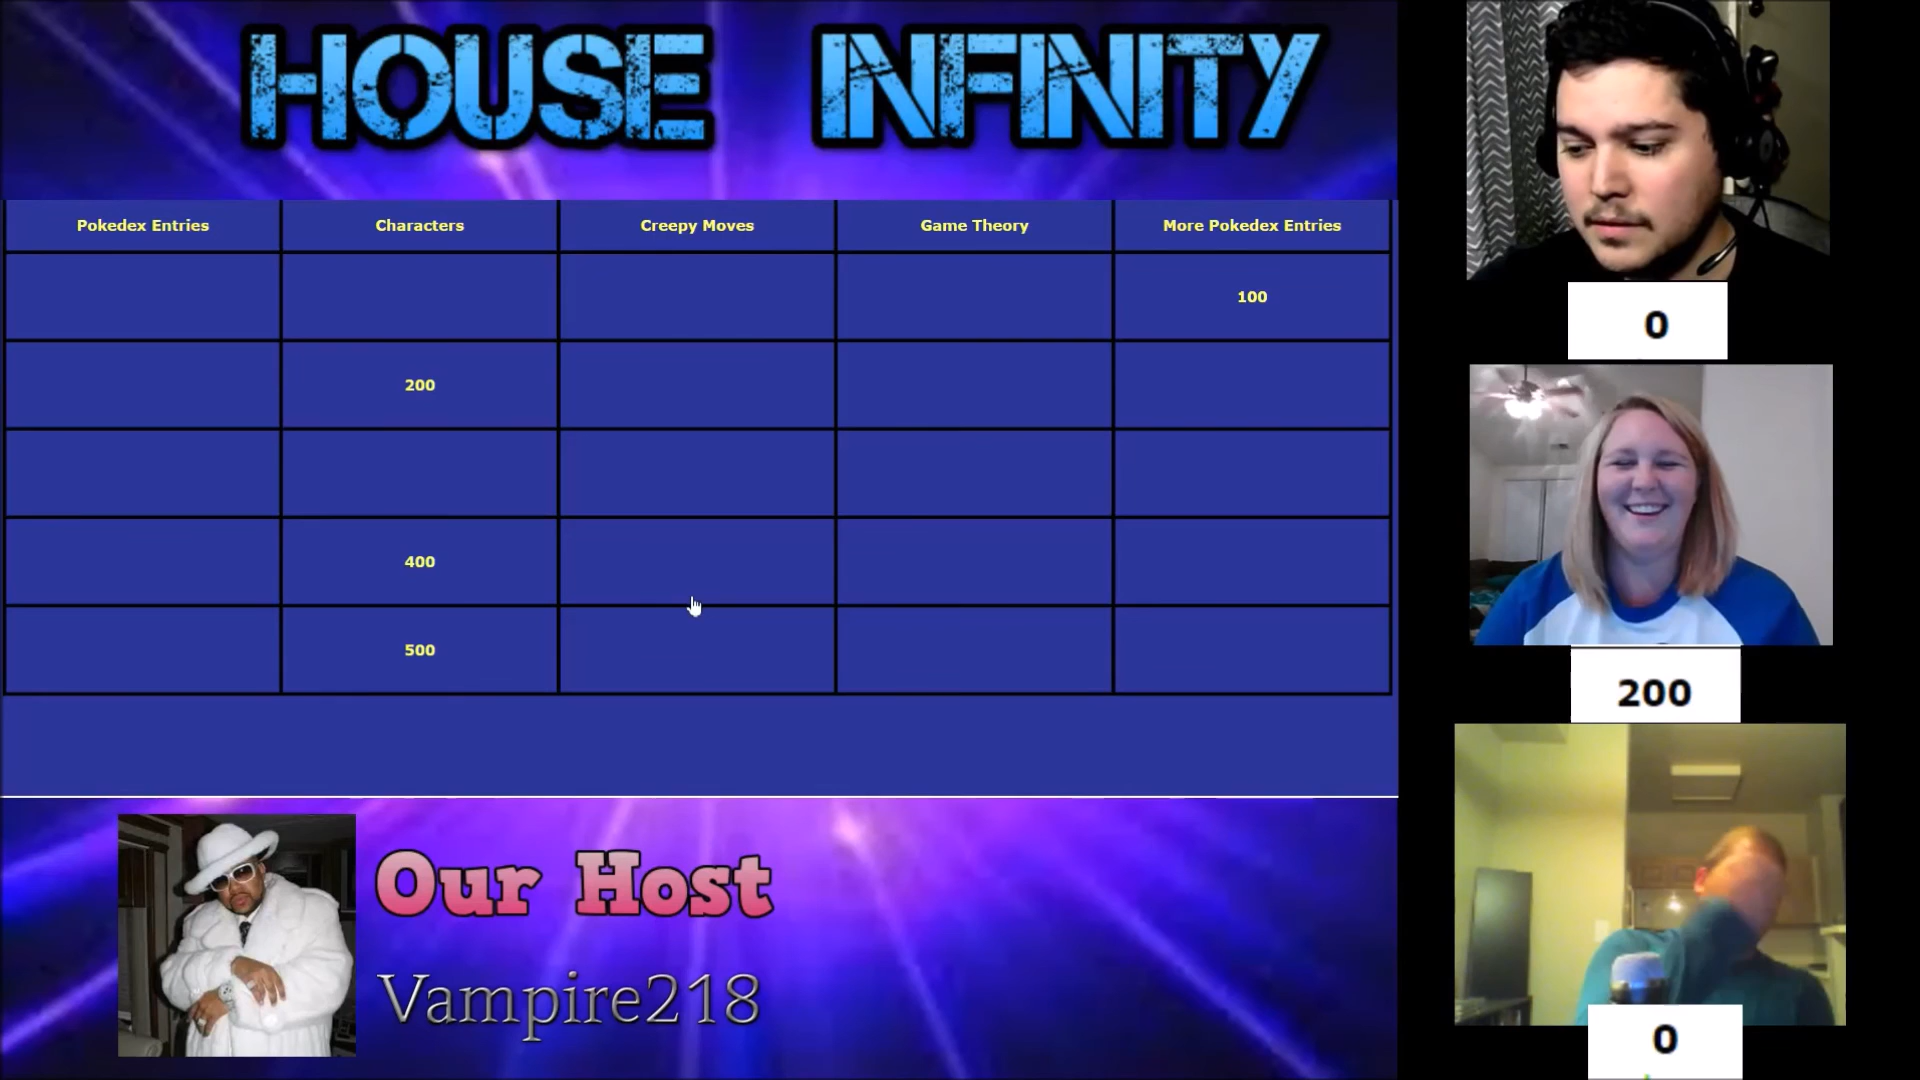 HOUSE INFINITY
Pokedex Entries Characters Creepy Moves Game Theory More Pokedex Entries
100
200
400
500
0
200
0
Our Host
Vampire218